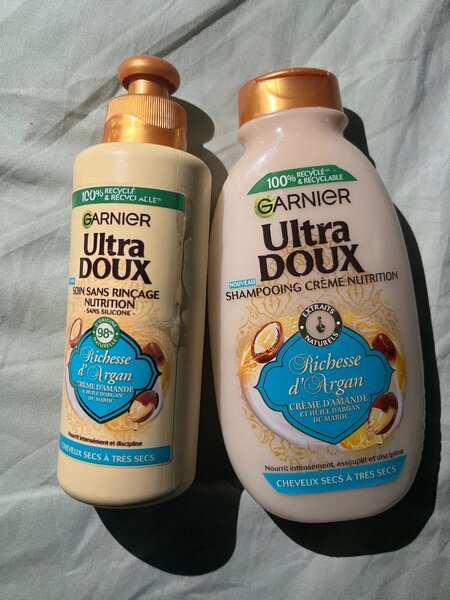 100% RECYCLÉ
& RECYCLABLE
GARNIER
Ultra
DOUX
SOIN SANS RINÇAGE
NUTRITION
- SANS SILICONE -
98%
ORIGINE
NATURELLE
Richesse
d'Argan
CRÈME D'AMANDE
& HUILE D'ARGAN
DU MAROC
Nourrit intensément et discipline
CHEVEUX SECS À TRÈS SECS
100% RECYCLÉ
& RECYCLABLE
GARNIER
Ultra
DOUX
NOUVEAU
SHAMPOOING CRÈME NUTRITION
EXTRAITS
NATURELS
Richesse
d'Argan
CRÈME D'AMANDE
ET HUILE D'ARGAN
DU MAROC
Nourrit intensément, assouplit et discipline
CHEVEUX SECS À TRÈS SECS